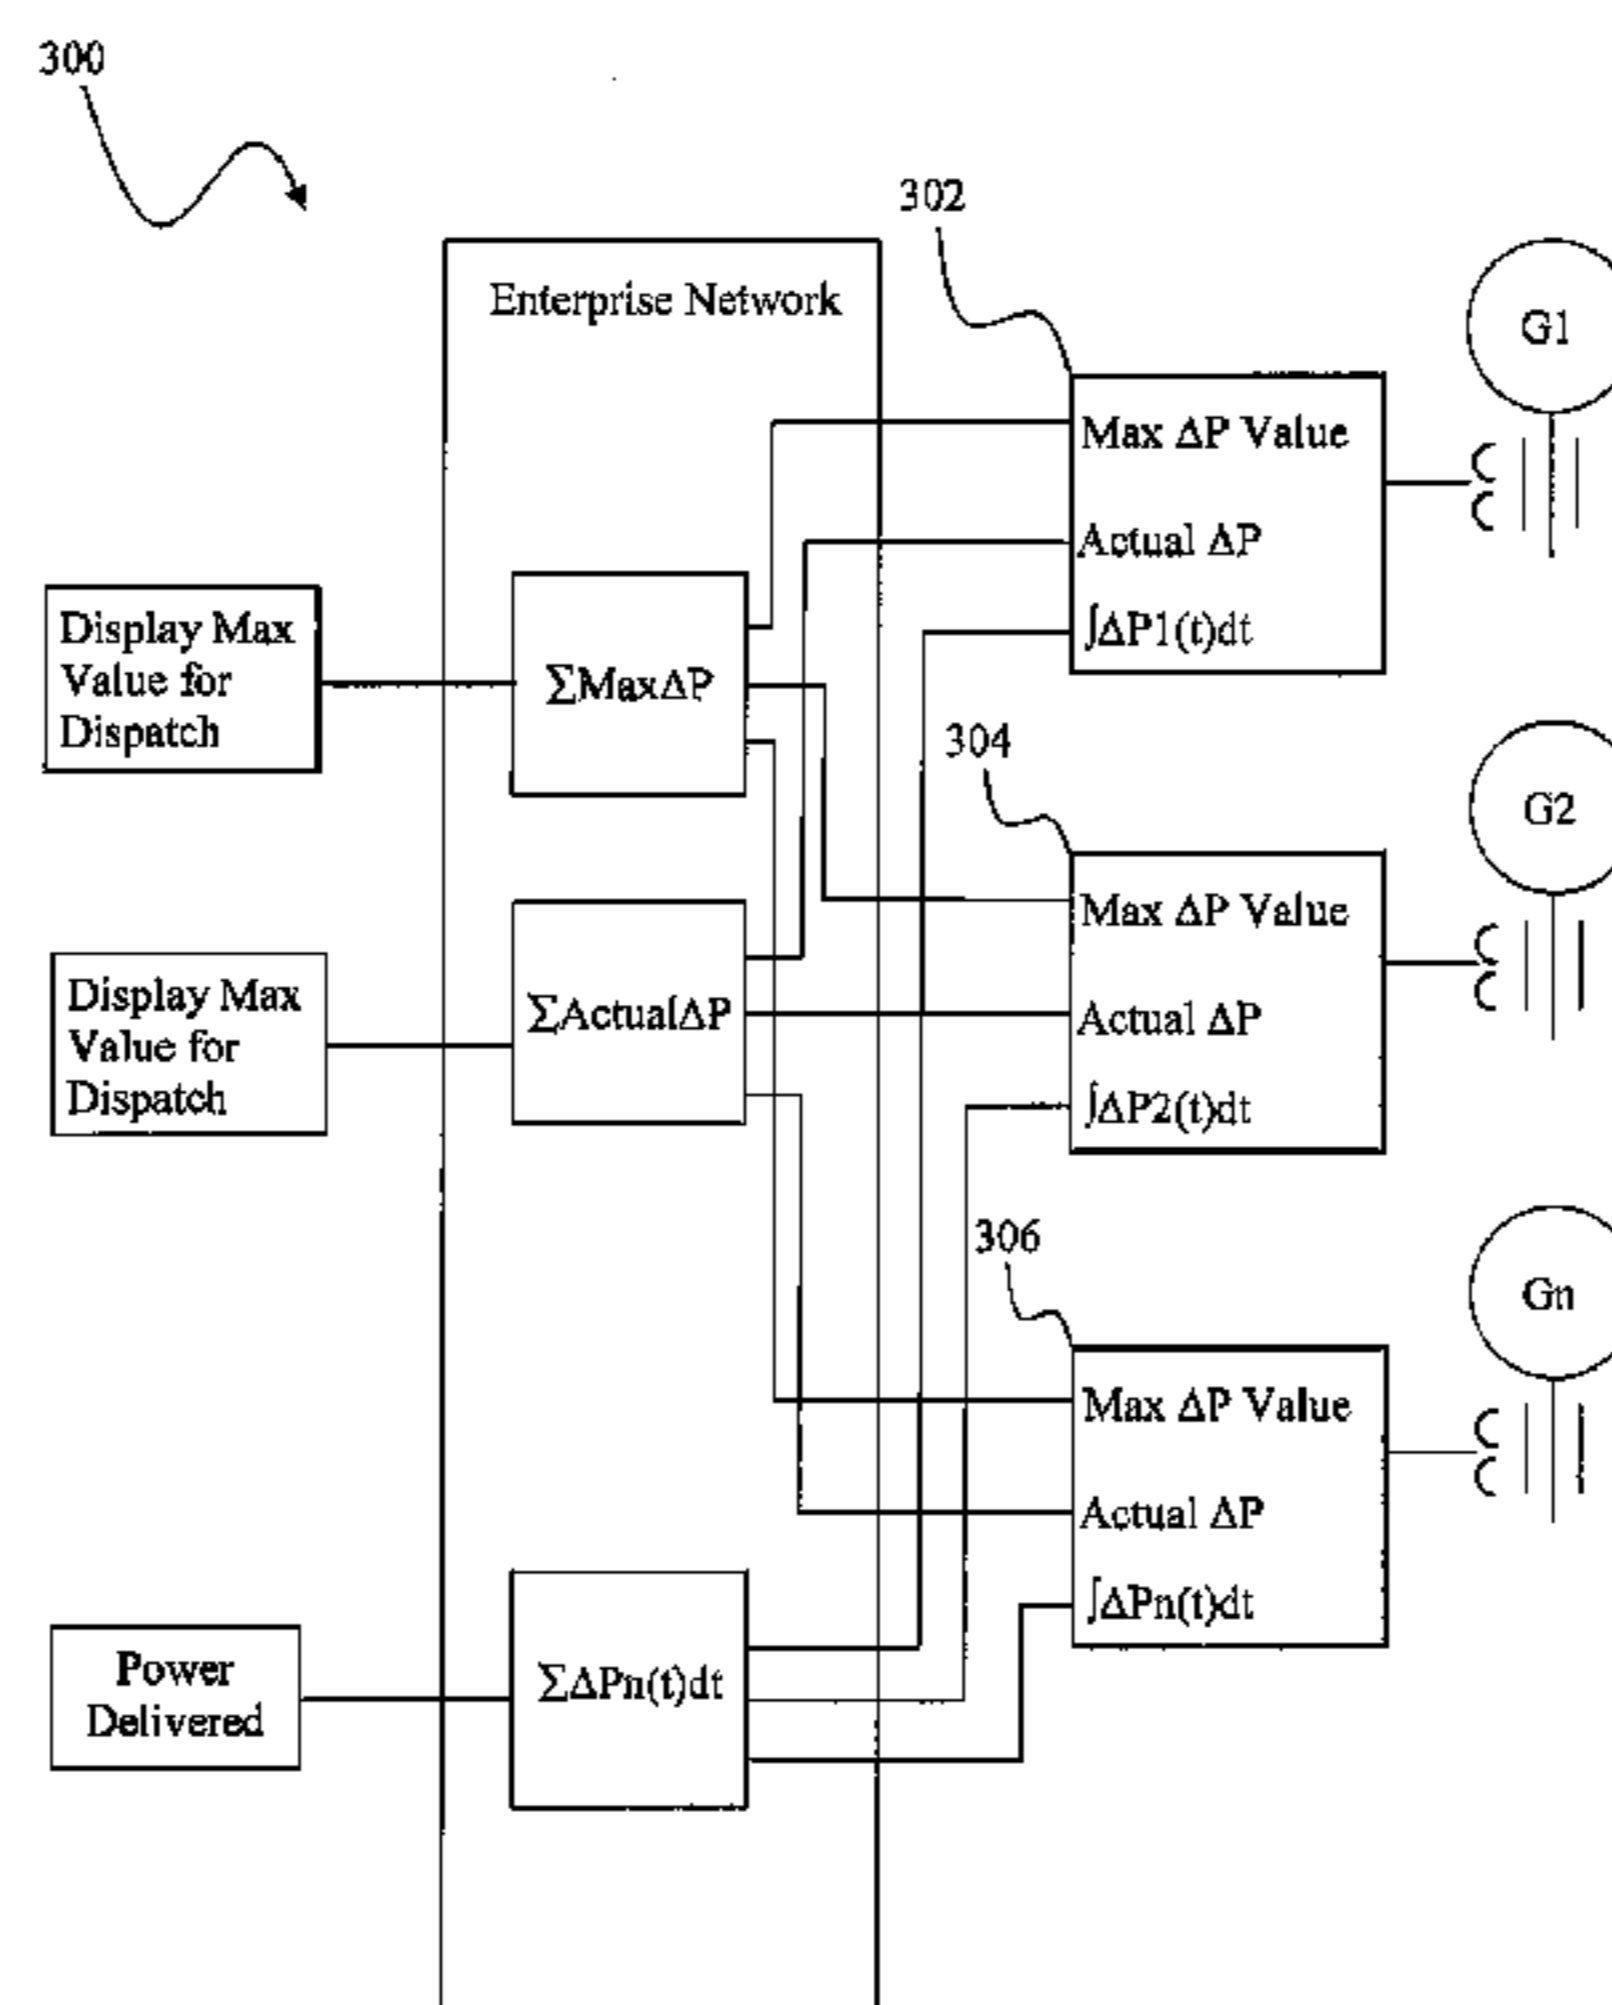 300
Enterprise Network
302
G1
Max ΔP Value
Actual ΔP
∫ΔP1(t)dt
Display Max
Value for
Dispatch
ΣMaxΔP
304
G2
Max ΔP Value
Actual ΔP
∫ΔP2(t)dt
Display Max
Value for
Dispatch
ΣActualΔP
306
Gn
Max ΔP Value
Actual ΔP
∫ΔPn(t)dt
Power
Delivered
ΣΔPn(t)dt